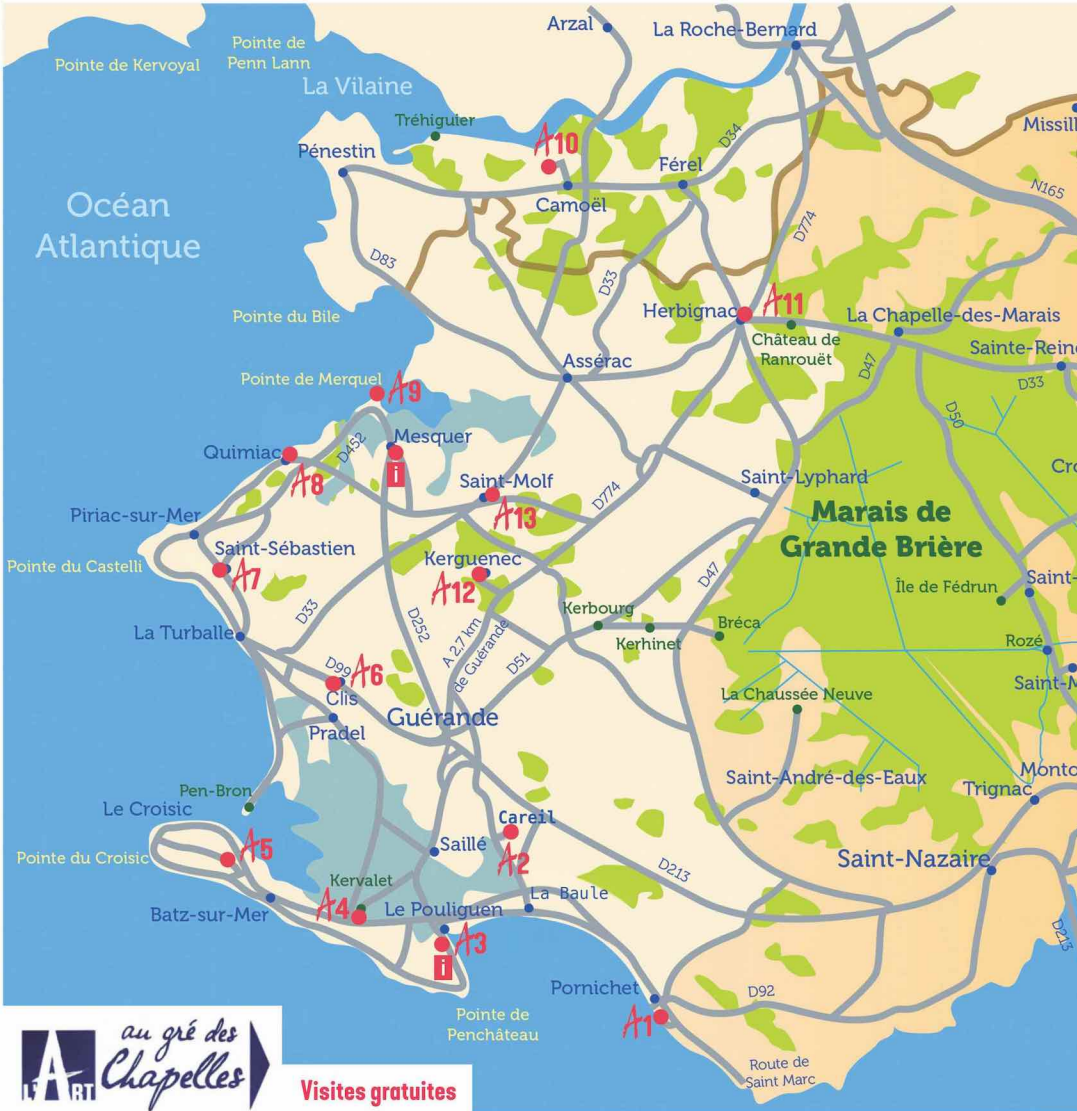 Arzal
La Roche-Bernard
Pointe de
Penn Lann
Pointe de Kervoyal
La Vilaine
Tréhiguier
A10
Pénestin
Férel
D34
Camoël
N165
Océan
Atlantique
D83
D33
D774
Pointe du Bile
Herbignac
A11
La Chapelle-des-Marais
Château de
Ranrouët
Assérac
D47
D33
Pointe de Merquel
A9
D50
Mesquer
i
D452
Quimiac
A8
Saint-Molf
A13
D774
Saint-Lyphard
Piriac-sur-Mer
Marais de
Grande Brière
Saint-Sébastien
A7
Pointe du Castelli
Kerguenec
A12
D47
Île de Fédrun
D33
Kerbourg
Kerhinet
Bréca
La Turballe
D252
A 2,7 km
de Guérande
D51
Rozé
D99
A6
Clis
La Chaussée Neuve
Guérande
Pradel
Saint-André-des-Eaux
Trignac
Pen-Bron
Le Croisic
Careil
A2
Saillé
A5
Pointe du Croisic
D213
Saint-Nazaire
Kervalet
A4
La Baule
Batz-sur-Mer
Le Pouliguen
A3
i
D213
Pornichet
D92
A1
Pointe de
Penchâteau
Route de
Saint Marc
L'ART
au gré des
Chapelles
Visites gratuites